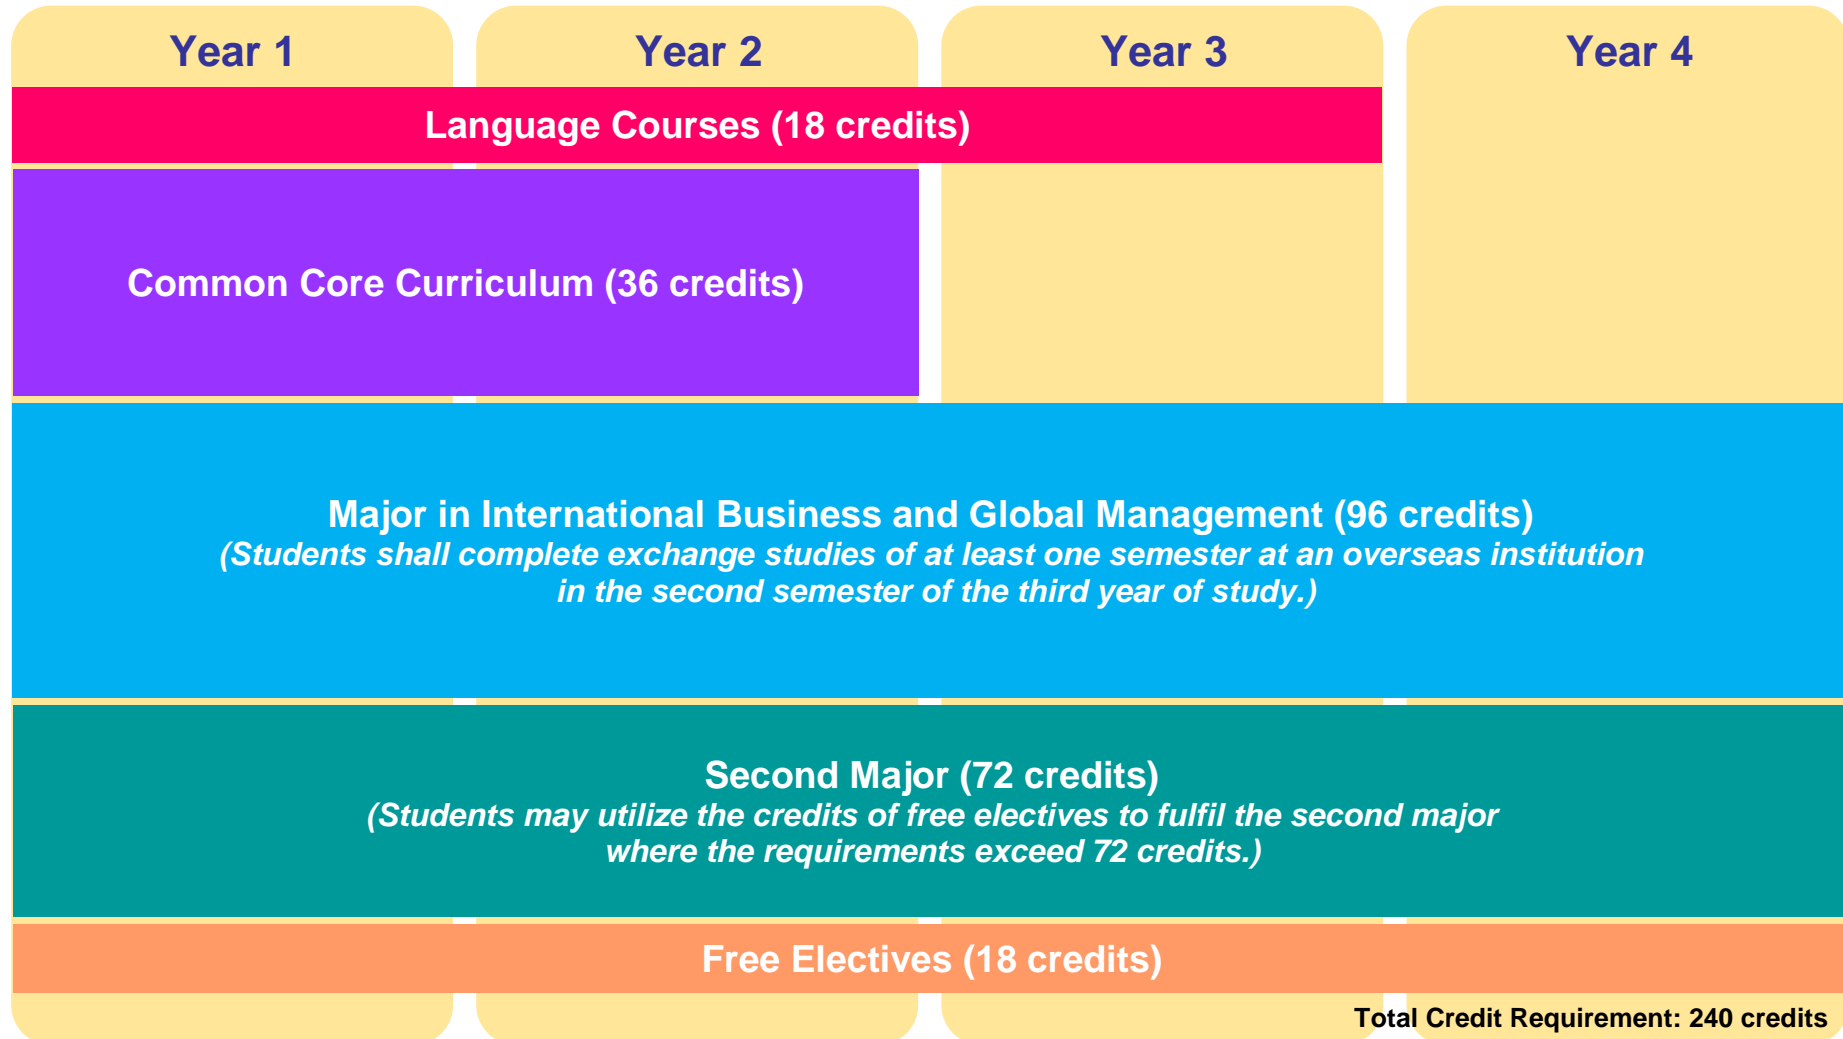 Year 1
Year 2
Year 3
Year 4
Language Courses (18 credits)
Common Core Curriculum (36 credits)
Major in International Business and Global Management (96 credits)
(Students shall complete exchange studies of at least one semester at an overseas institution
in the second semester of the third year of study.)
Second Major (72 credits)
(Students may utilize the credits of free electives to fulfil the second major
where the requirements exceed 72 credits.)
Free Electives (18 credits)
Total Credit Requirement: 240 credits